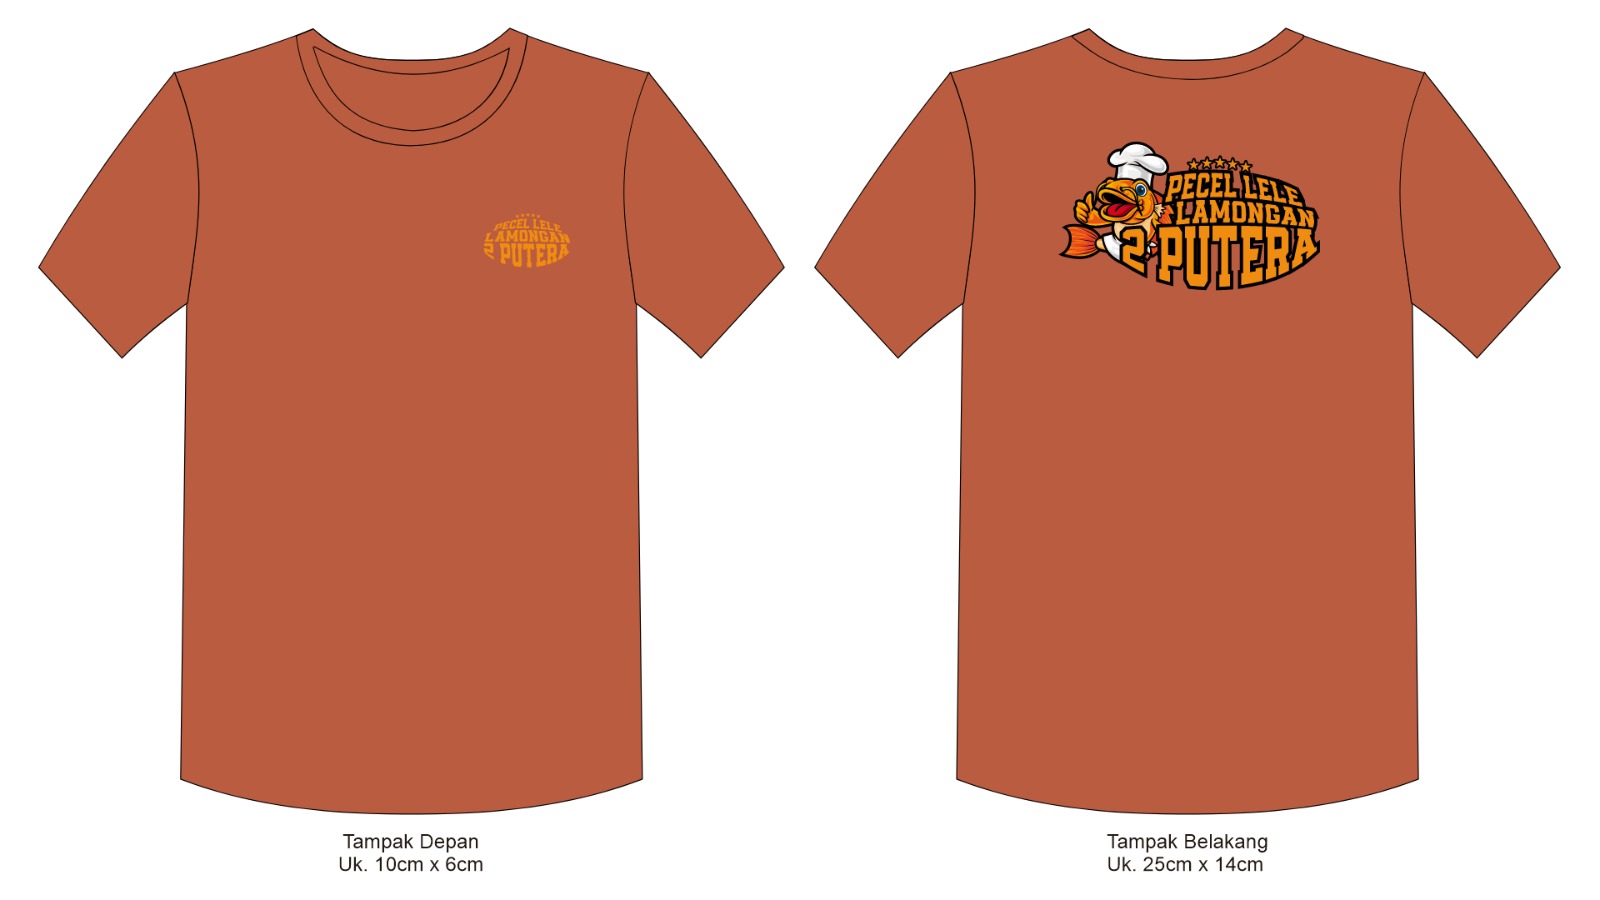 PECEL LELE
LAMONGAN
2 PUTERA
PECEL LELE
LAMONGAN
2 PUTERA
Tampak Depan
Uk. 10cm x 6cm
Tampak Belakang
Uk. 25cm x 14cm